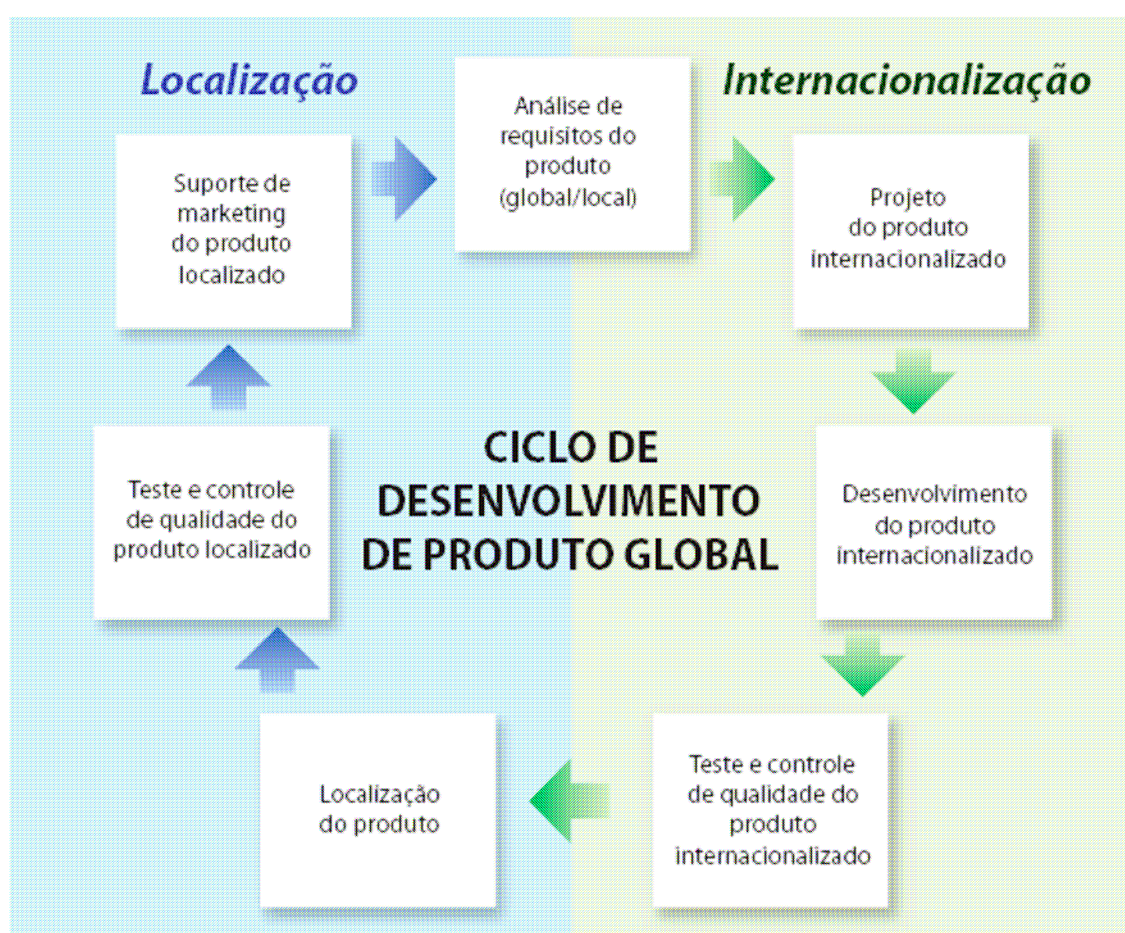 Localização
Internacionalização
Análise de
requisitos do
produto
(global/local)
Projeto
do produto
internacionalizado
Desenvolvimento
do produto
internacionalizado
Teste e controle
de qualidade do
produto
internacionalizado
Localização
do produto
Teste e controle
de qualidade do
produto localizado
Suporte de
marketing
do produto
localizado
CICLO DE
DESENVOLVIMENTO
DE PRODUTO GLOBAL